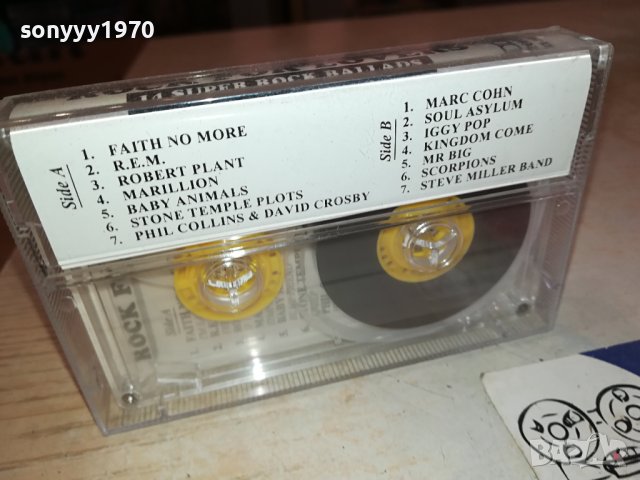 sonyyy1970
14 SUPER ROCK BALLADS
Side A
1. FAITH NO MORE
2. R.E.M.
3. ROBERT PLANT
4. MARILLION
5. BABY ANIMALS
6. STONE TEMPLE PLOTS
7. PHIL COLLINS & DAVID CROSBY
Side B
1. MARC COHN
2. SOUL ASYLUM
3. IGGY POP
4. KINGDOM COME
5. MR BIG
6. SCORPIONS
7. STEVE MILLER BAND
ROCK F
Side A
BAZAR